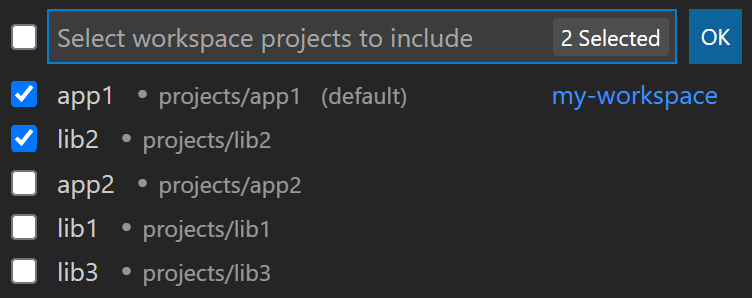 Select workspace projects to include 2 Selected OK
app1 • projects/app1 (default) my-workspace
lib2 • projects/lib2
app2 • projects/app2
lib1 • projects/lib1
lib3 • projects/lib3